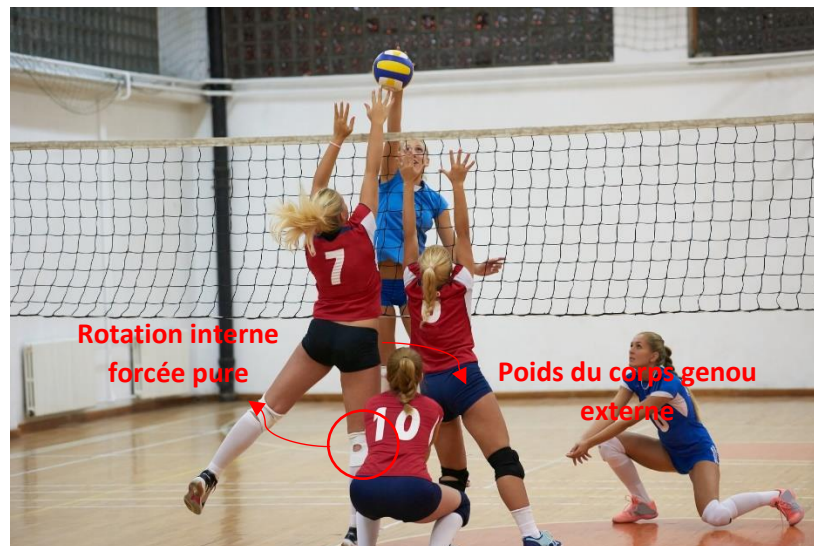 7
Rotation interne
forcée pure
Poids du corps genou
externe
10